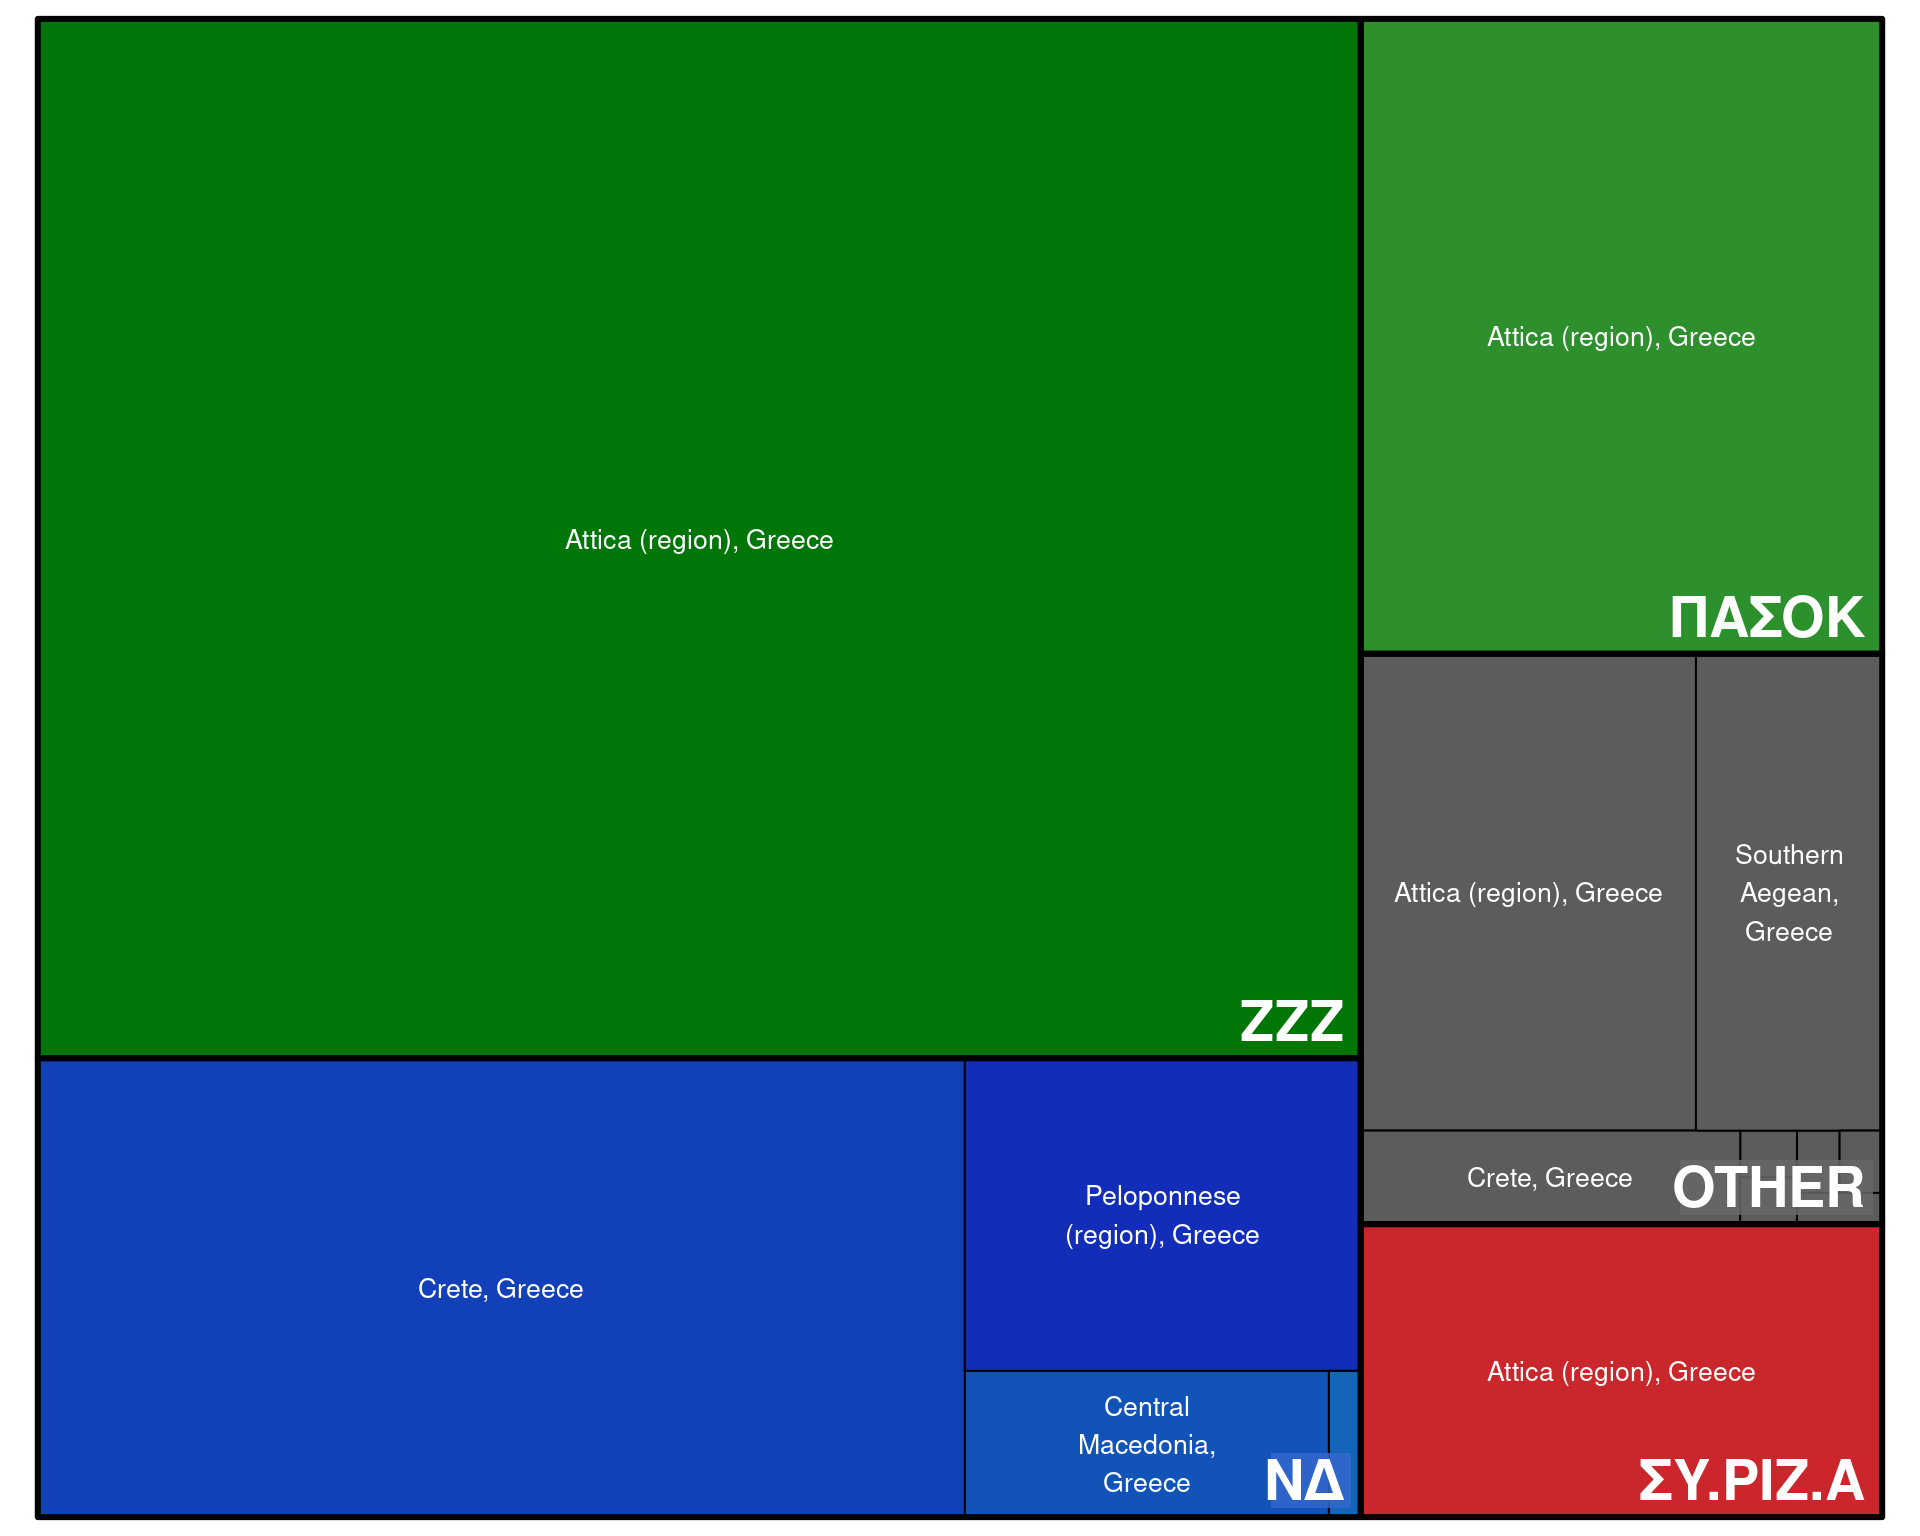 Attica (region), Greece
ZZZ
Attica (region), Greece
ΠΑΣΟΚ
Attica (region), Greece
Southern
Aegean,
Greece
Crete, Greece
OTHER
Crete, Greece
Peloponnese
(region), Greece
Central
Macedonia,
Greece
ΝΔ
Attica (region), Greece
ΣΥ.ΡΙΖ.Α